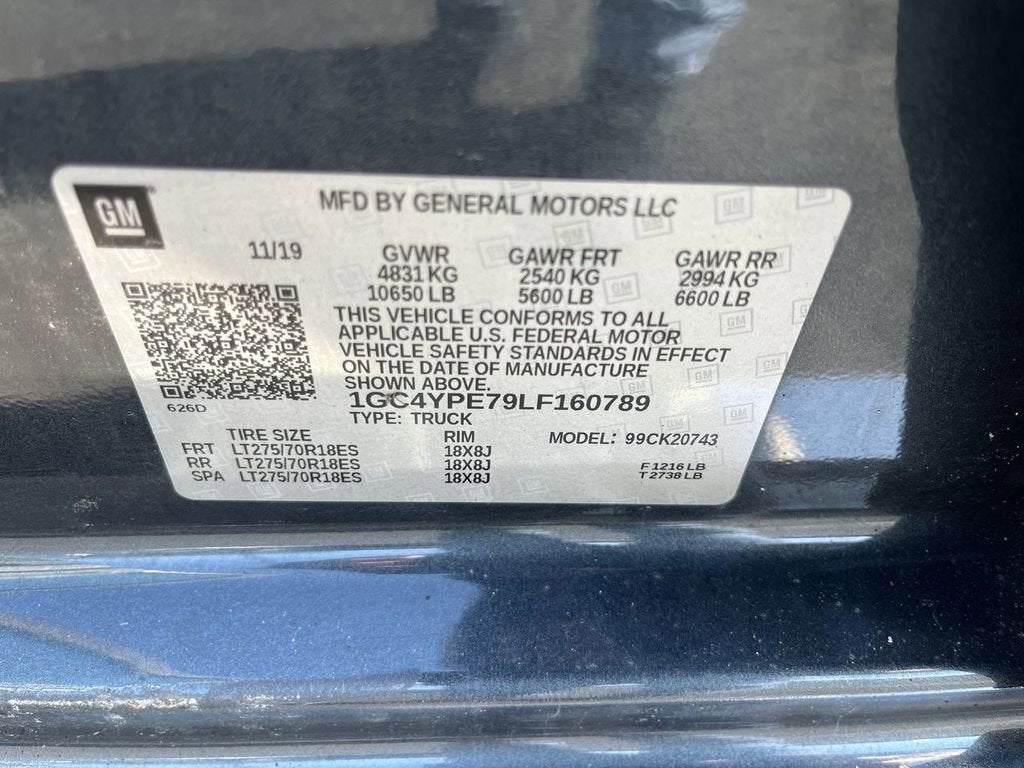 GM
MFD BY GENERAL MOTORS LLC
11/19 GVWR GAWR FRT GAWR RR
4831 KG 2540 KG 2994 KG
10650 LB 5600 LB 6600 LB
THIS VEHICLE CONFORMS TO ALL
APPLICABLE U.S. FEDERAL MOTOR
VEHICLE SAFETY STANDARDS IN EFFECT
ON THE DATE OF MANUFACTURE
SHOWN ABOVE.
626D
1GC4YPE79LF160789
TYPE: TRUCK
TIRE SIZE RIM MODEL: 99CK20743
FRT LT275/70R18ES 18X8J
RR LT275/70R18ES 18X8J F 1216 LB
SPA LT275/70R18ES 18X8J T 2738 LB